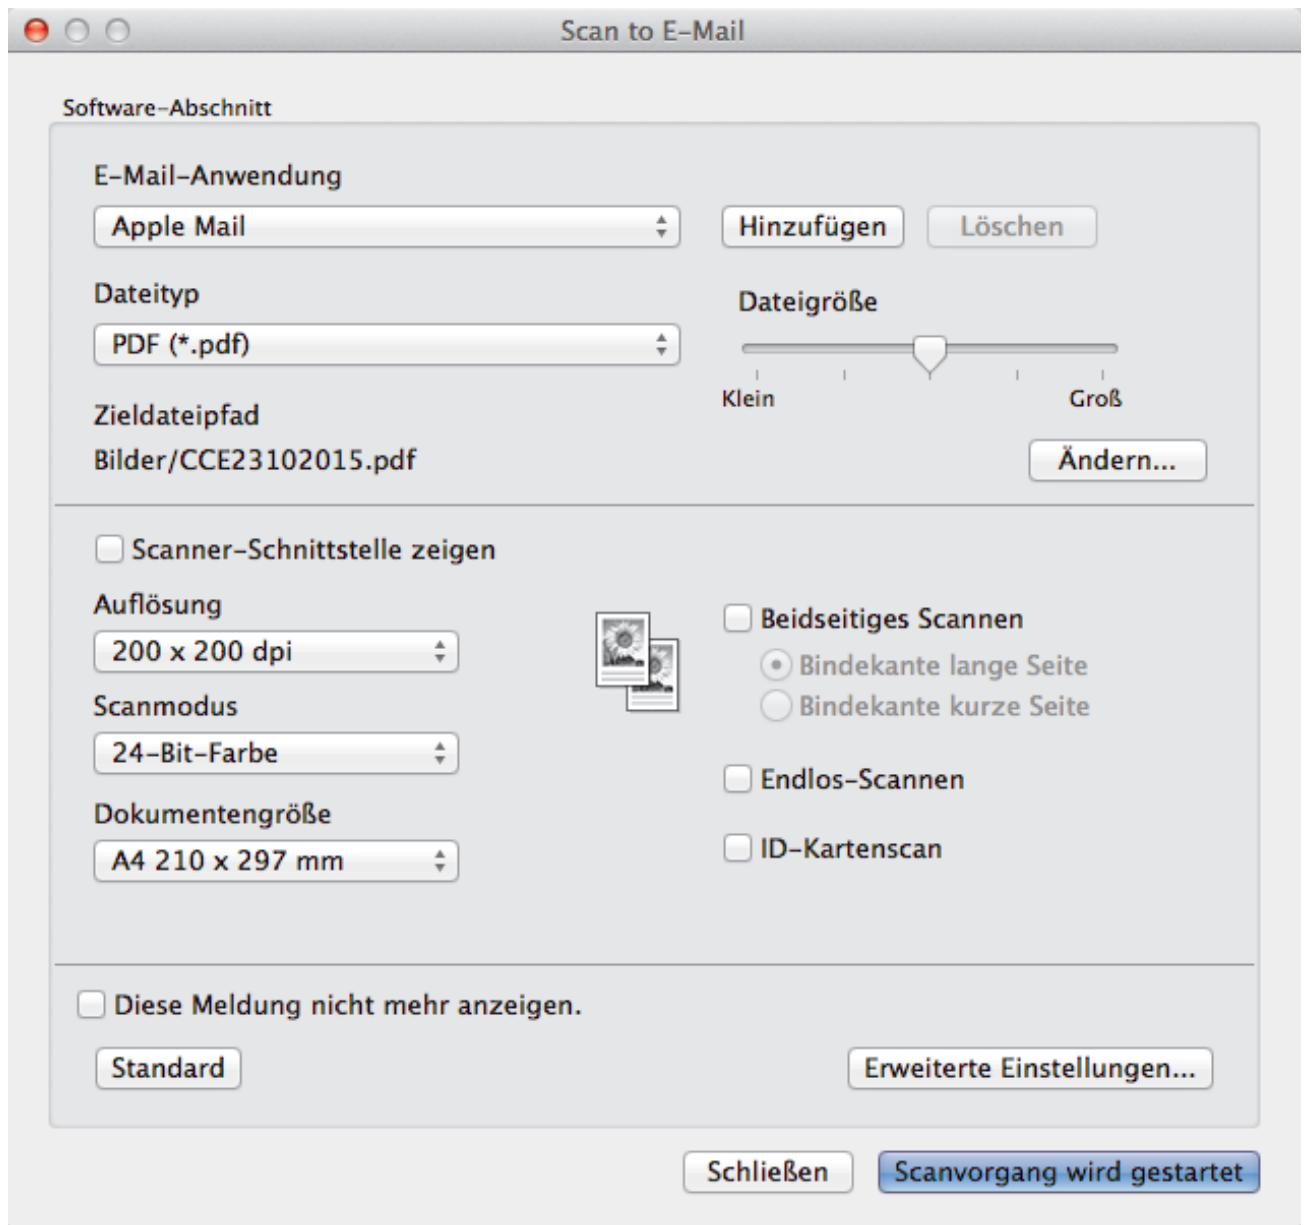 Scan to E-Mail
Software-Abschnitt
E-Mail-Anwendung
Apple Mail
Hinzufügen
Löschen
Dateityp
Dateigröße
PDF (*.pdf)
Klein
Groß
Zieldateipfad
Bilder/CCE23102015.pdf
Ändern...
Scanner-Schnittstelle zeigen
Auflösung
200 x 200 dpi
Beidseitiges Scannen
Bindekante lange Seite
Bindekante kurze Seite
Scanmodus
24-Bit-Farbe
Endlos-Scannen
Dokumentengröße
A4 210 x 297 mm
ID-Kartenscan
Diese Meldung nicht mehr anzeigen.
Standard
Erweiterte Einstellungen...
Schließen
Scanvorgang wird gestartet